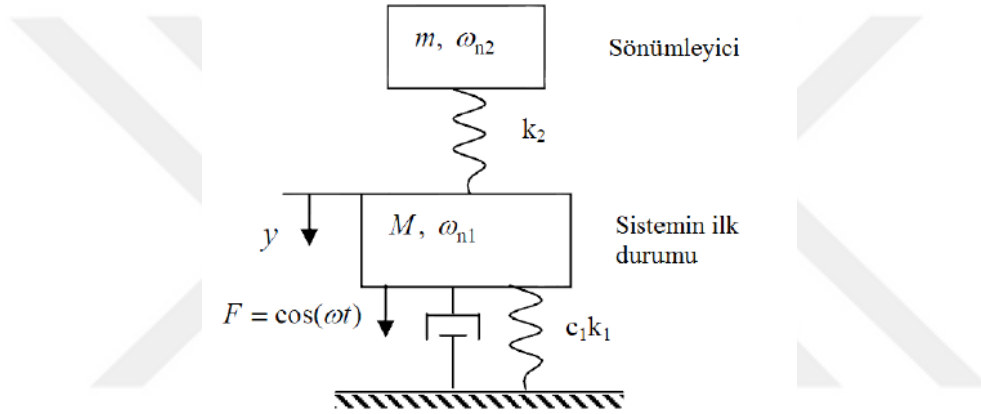 m, ωn2
Sönümleyici
k2
M, ωn1
Sistemin ilk
durumu
y
F = cos(ωt)
c1k1